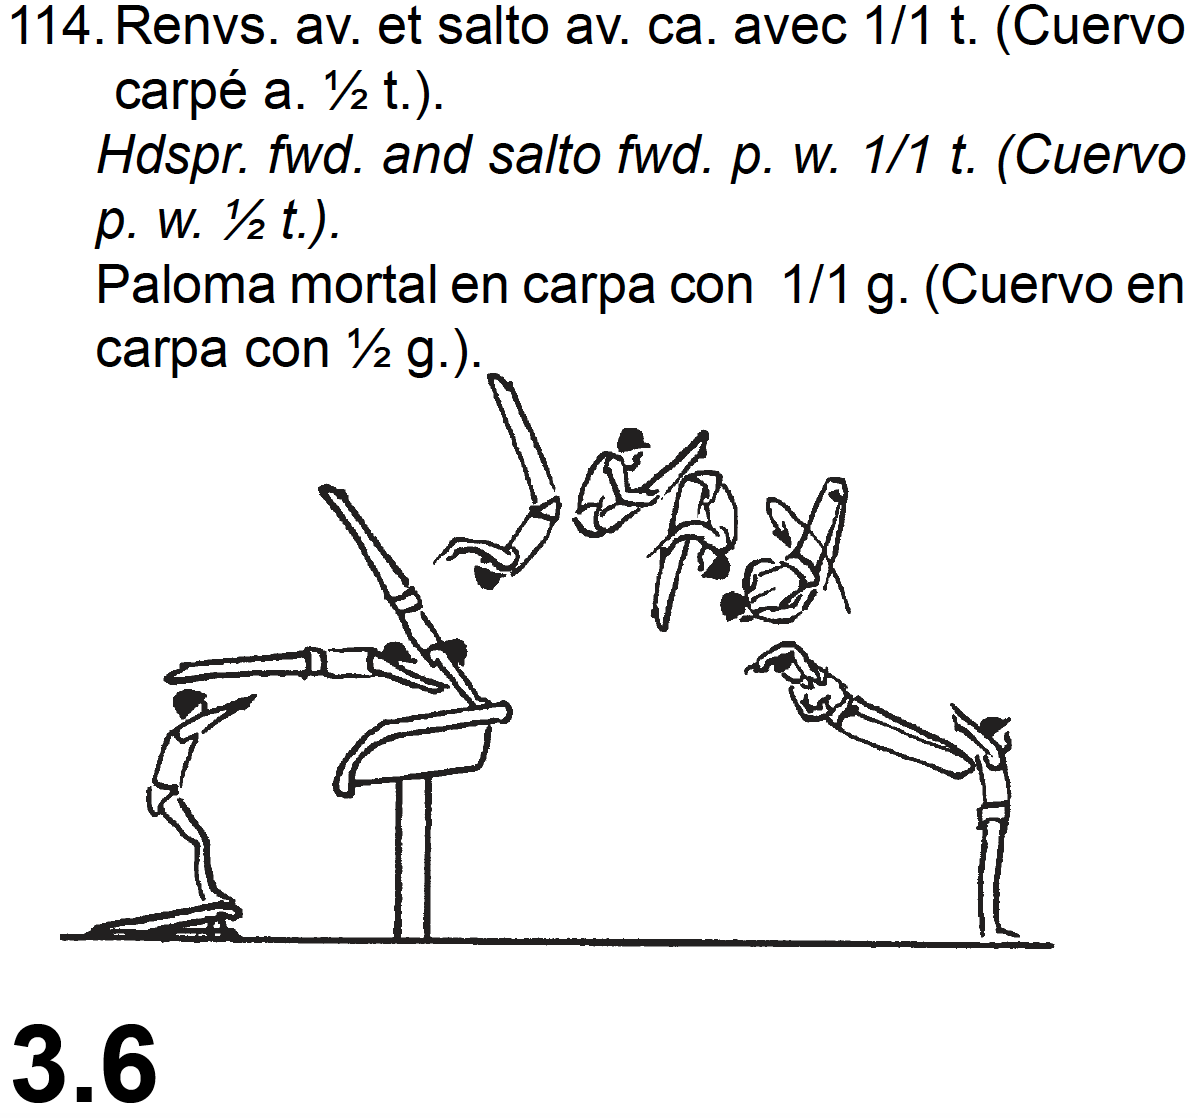 114. Renvs. av. et salto av. ca. avec 1/1 t. (Cuervo
carpé a. ½ t.).
Hdspr. fwd. and salto fwd. p. w. 1/1 t. (Cuervo
p. w. ½ t.).
Paloma mortal en carpa con 1/1 g. (Cuervo en
carpa con ½ g.).
3.6